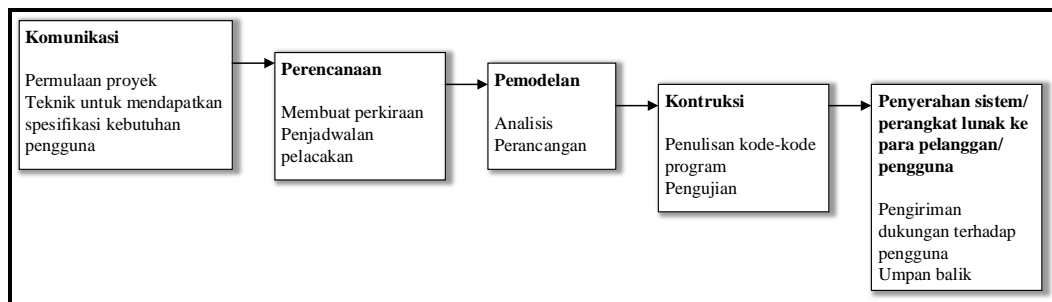 Komunikasi
Permulaan proyek
Teknik untuk mendapatkan
spesifikasi kebutuhan
pengguna
Perencanaan
Membuat perkiraan
Penjadwalan
pelacakan
Pemodelan
Analisis
Perancangan
Kontruksi
Penulisan kode-kode
program
Pengujian
Penyerahan sistem/
perangkat lunak ke
para pelanggan/
pengguna
Pengiriman
dukungan terhadap
pengguna
Umpan balik